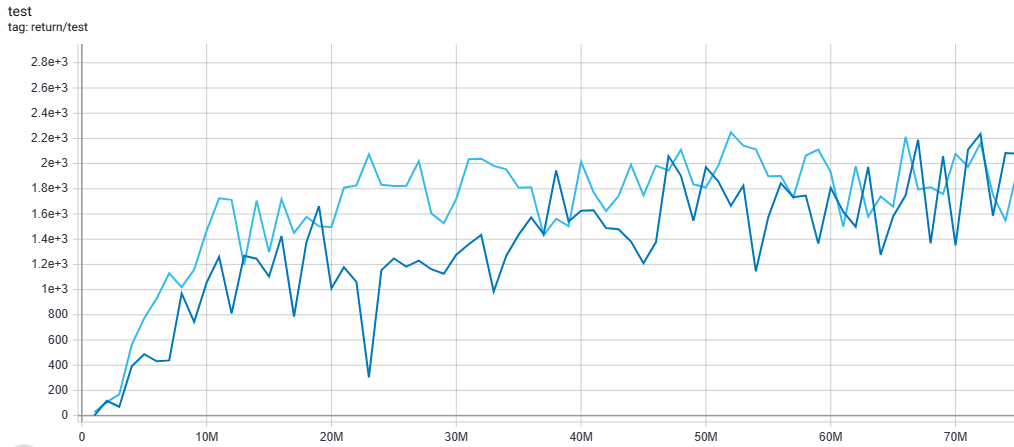 test
tag: return/test
2.8e+3
2.6e+3
2.4e+3
2.2e+3
2e+3
1.8e+3
1.6e+3
1.4e+3
1.2e+3
1e+3
800
600
400
200
0
0 10M 20M 30M 40M 50M 60M 70M